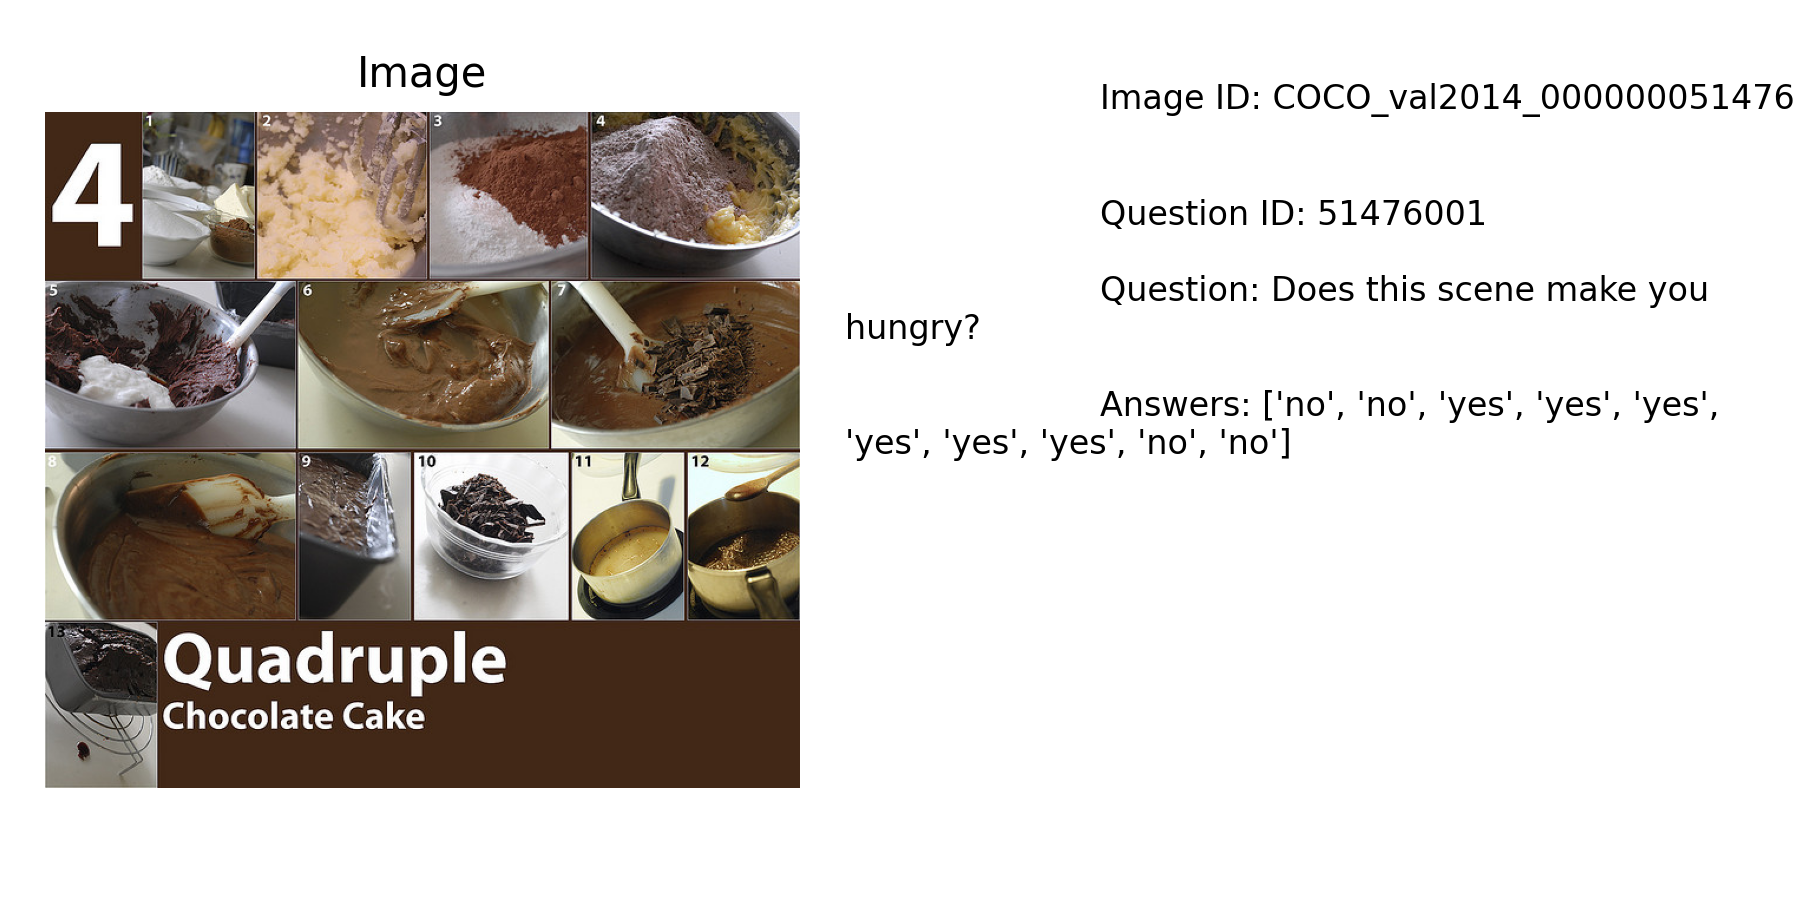 Image
4
1
2
3
4
5
6
7
8
9
10
11
12
13
Quadruple
Chocolate Cake
Image ID: COCO_val2014_000000051476
Question ID: 51476001
Question: Does this scene make you
hungry?
Answers: ['no', 'no', 'yes', 'yes', 'yes',
'yes', 'yes', 'yes', 'no', 'no']